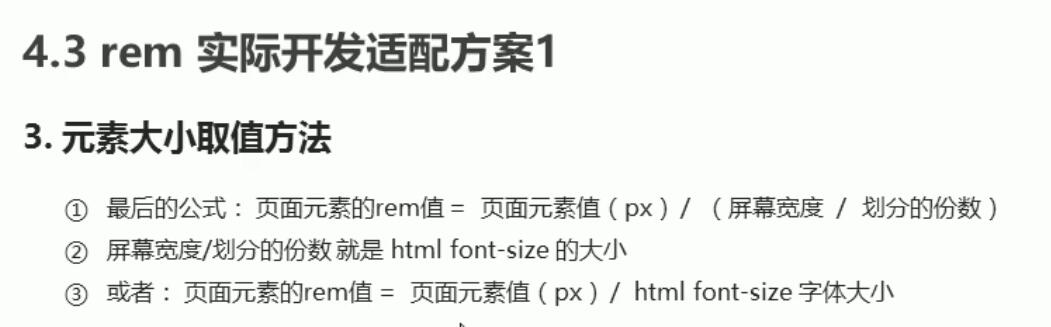 4.3 rem 实际开发适配方案1
3. 元素大小取值方法
① 最后的公式： 页面元素的rem值 = 页面元素值（px）/ （屏幕宽度 / 划分的份数）
② 屏幕宽度/划分的份数 就是 html font-size 的大小
③ 或者： 页面元素的rem值 = 页面元素值（px）/ html font-size 字体大小